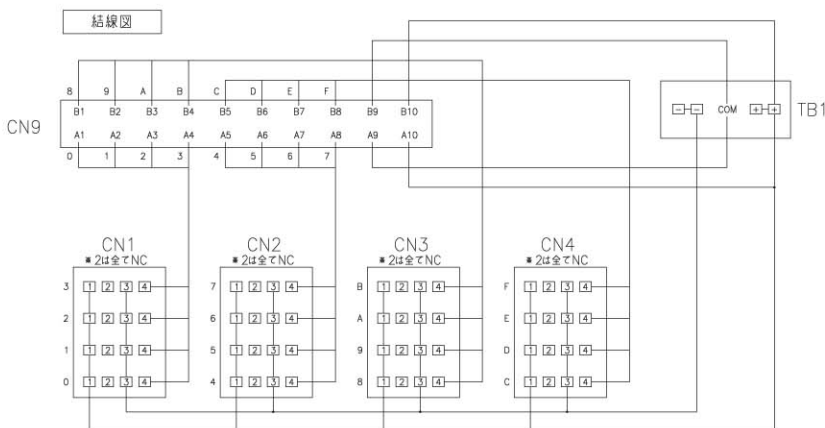 結線図
8 9 A B C D E F
B1 B2 B3 B4 B5 B6 B7 B8 B9 B10
CN9
A1 A2 A3 A4 A5 A6 A7 A8 A9 A10
0 1 2 3 4 5 6 7
- - COM + + TB1
CN1 CN2 CN3 CN4
※2は全てNC ※2は全てNC ※2は全てNC ※2は全てNC
3 1 2 3 4 7 1 2 3 4 B 1 2 3 4 F 1 2 3 4
2 1 2 3 4 6 1 2 3 4 A 1 2 3 4 E 1 2 3 4
1 1 2 3 4 5 1 2 3 4 9 1 2 3 4 D 1 2 3 4
0 1 2 3 4 4 1 2 3 4 8 1 2 3 4 C 1 2 3 4